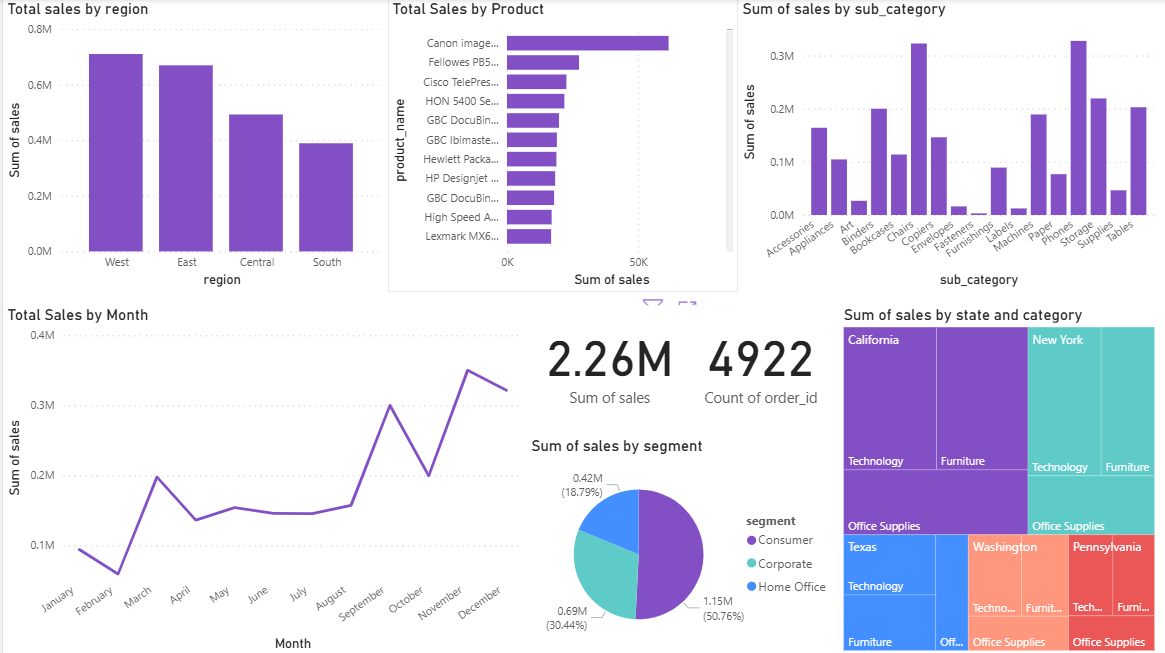 Total sales by region
0.8M
0.6M
0.4M
0.2M
0.0M
Sum of sales
West
East
Central
South
region
Total Sales by Product
product_name
Canon image...
Fellowes PB5...
Cisco TelePres...
HON 5400 Se...
GBC DocuBin...
GBC Ibimaste...
Hewlett Packa...
HP Designjet ...
GBC DocuBin...
High Speed A...
Lexmark MX6...
0K
50K
Sum of sales
Sum of sales by sub_category
0.3M
0.2M
0.1M
0.0M
Sum of sales
Accessories
Appliances
Art
Binders
Bookcases
Chairs
Copiers
Envelopes
Fasteners
Furnishings
Labels
Machines
Paper
Phones
Storage
Supplies
Tables
sub_category
Total Sales by Month
0.4M
0.3M
0.2M
0.1M
Sum of sales
January
February
March
April
May
June
July
August
September
October
November
December
Month
2.26M
Sum of sales
4922
Count of order_id
Sum of sales by segment
0.42M
(18.79%)
0.69M
(30.44%)
1.15M
(50.76%)
segment
Consumer
Corporate
Home Office
Sum of sales by state and category
California
Technology
Furniture
Office Supplies
New York
Technology
Furniture
Office Supplies
Texas
Technology
Furniture
Off...
Washington
Techno...
Furnit...
Office Supplies
Pennsylvania
Tech...
Furni...
Office Supplies